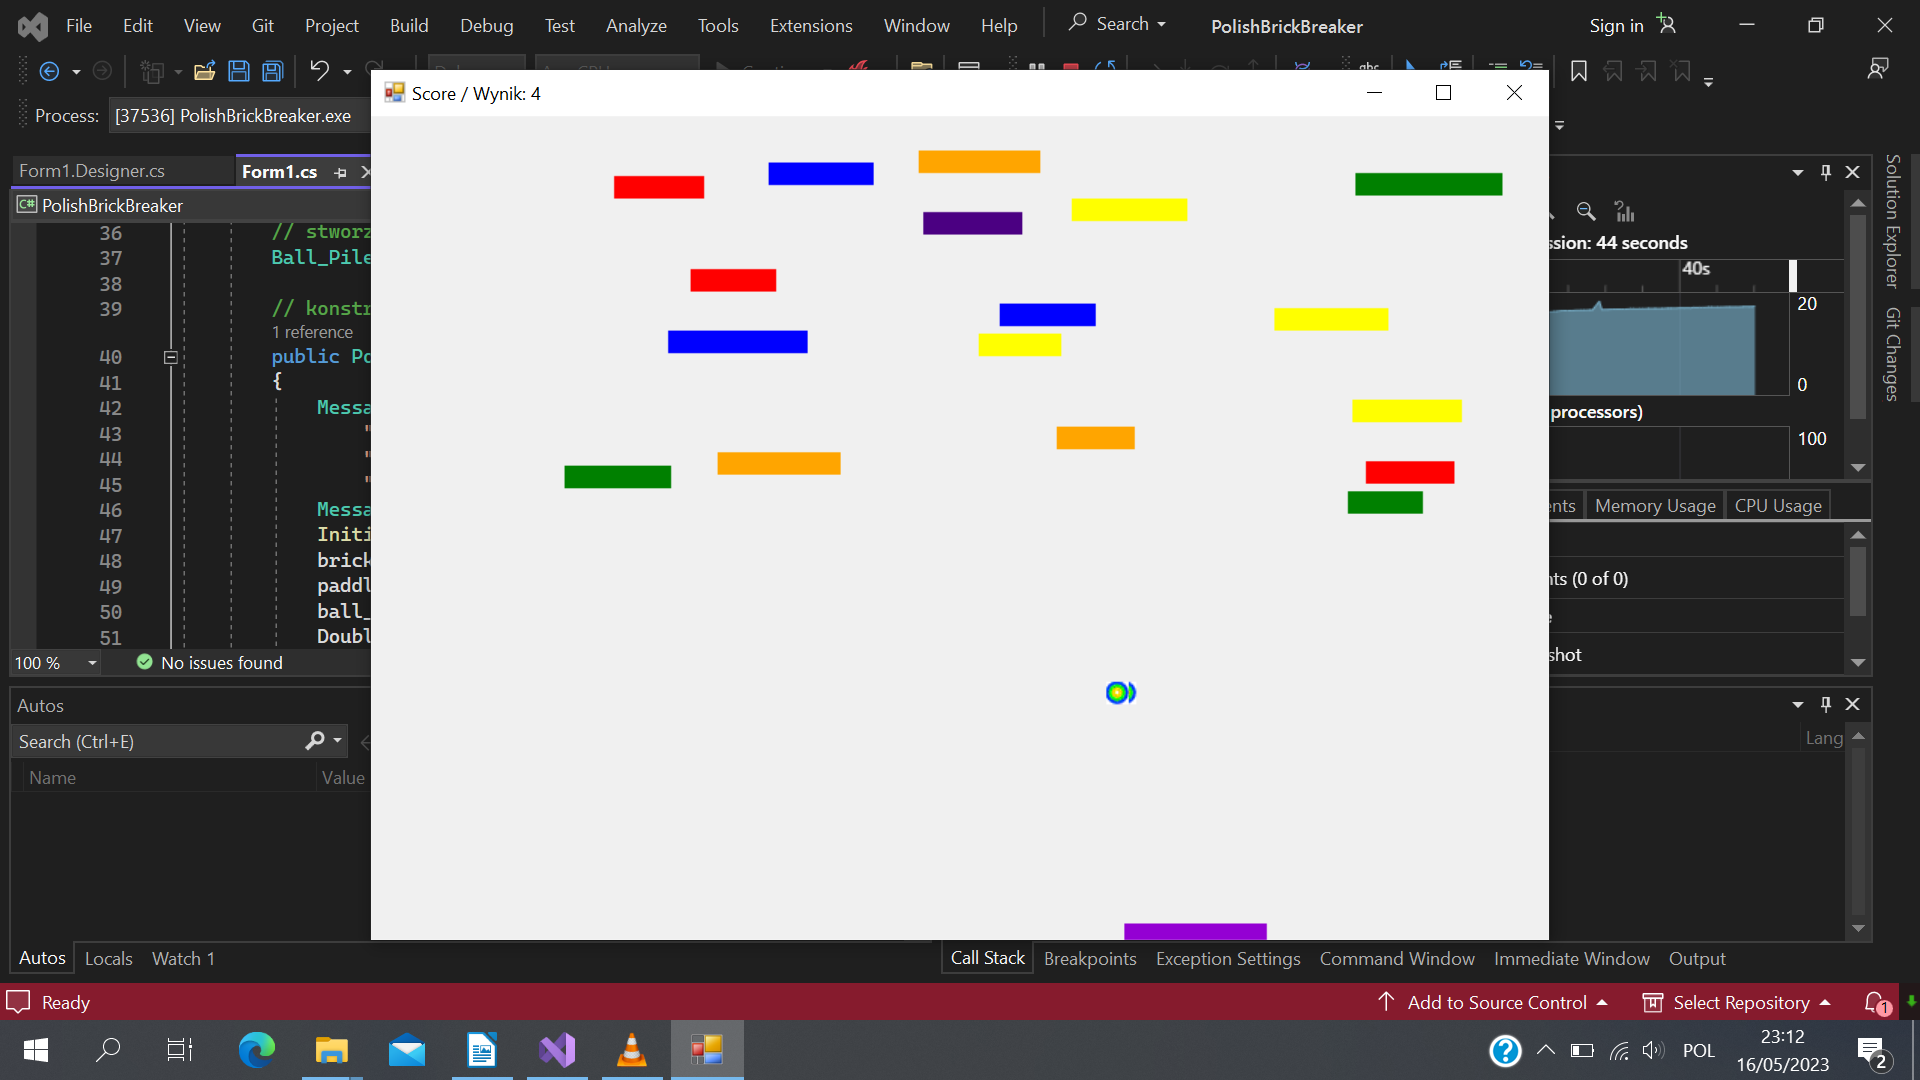 File Edit View Git Project Build Debug Test Analyze Tools Extensions Window Help Search PolishBrickBreaker Sign in
Process: [37536] PolishBrickBreaker.exe
Score / Wynik: 4
Form1.Designer.cs Form1.cs
C# PolishBrickBreaker
36 // stworz
37 Ball_Pile
38
39 // konstr
1 reference
40 public Po
41 {
42 Messa
43 "
44 "
45 "
46 Messa
47 Initi
48 brick
49 paddl
50 ball_
51 Doubl
100 % No issues found
ssion: 44 seconds
40s
20
0
processors)
100
nts Memory Usage CPU Usage
nts (0 of 0)
shot
Solution Explorer
Git Changes
Autos
Search (Ctrl+E)
Name Value
Lang
Autos Locals Watch 1
Call Stack Breakpoints Exception Settings Command Window Immediate Window Output
Ready Add to Source Control Select Repository 1
POL 23:12
16/05/2023 2